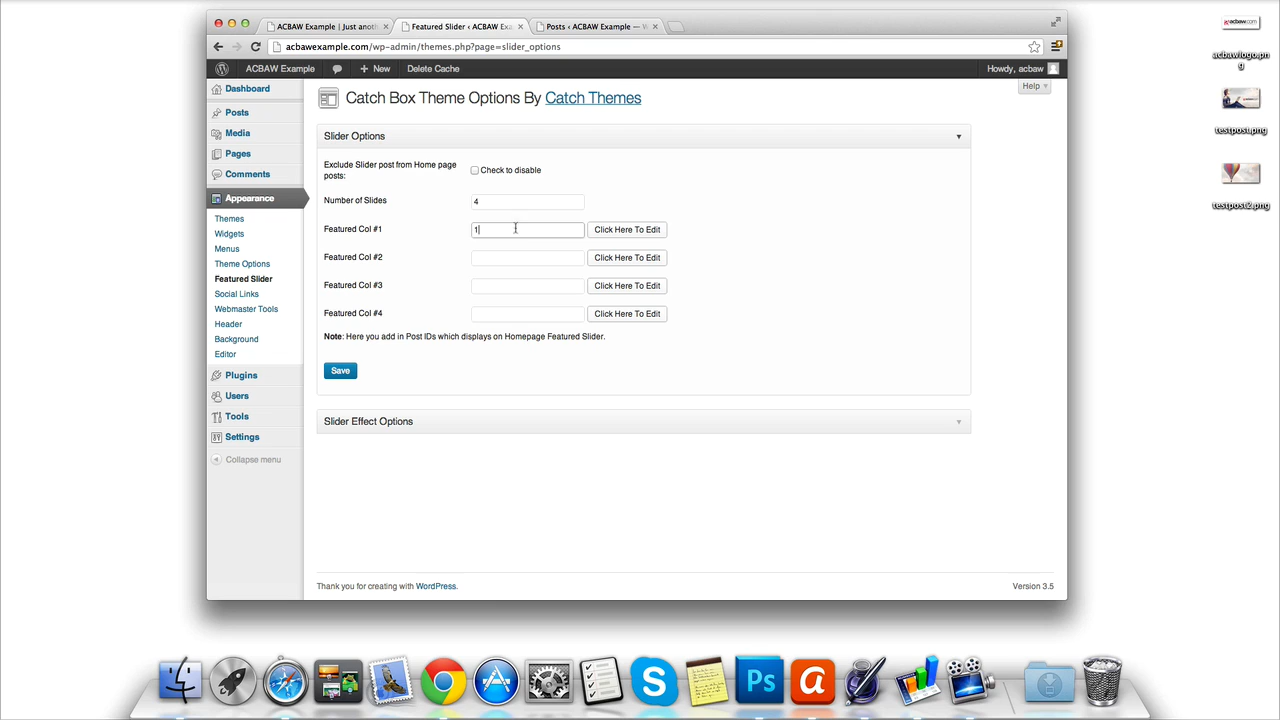 ACBAW Example | Just anoth
Featured Slider ‹ ACBAW Exa
Posts ‹ ACBAW Example — W
acbawexample.com/wp-admin/themes.php?page=slider_options
ACBAW Example
+ New
Delete Cache
Howdy, acbaw
Help
Dashboard
Posts
Media
Pages
Comments
Appearance
Themes
Widgets
Menus
Theme Options
Featured Slider
Social Links
Webmaster Tools
Header
Background
Editor
Plugins
Users
Tools
Settings
Collapse menu
Catch Box Theme Options By Catch Themes
Slider Options
Exclude Slider post from Home page
posts:
Check to disable
Number of Slides
4
Featured Col #1
1
Click Here To Edit
Featured Col #2
Click Here To Edit
Featured Col #3
Click Here To Edit
Featured Col #4
Click Here To Edit
Note: Here you add in Post IDs which displays on Homepage Featured Slider.
Save
Slider Effect Options
Thank you for creating with WordPress.
Version 3.5
acbaw.com
acbawlogo.pn
g
testpost.png
testpost2.png
S
Ps
a